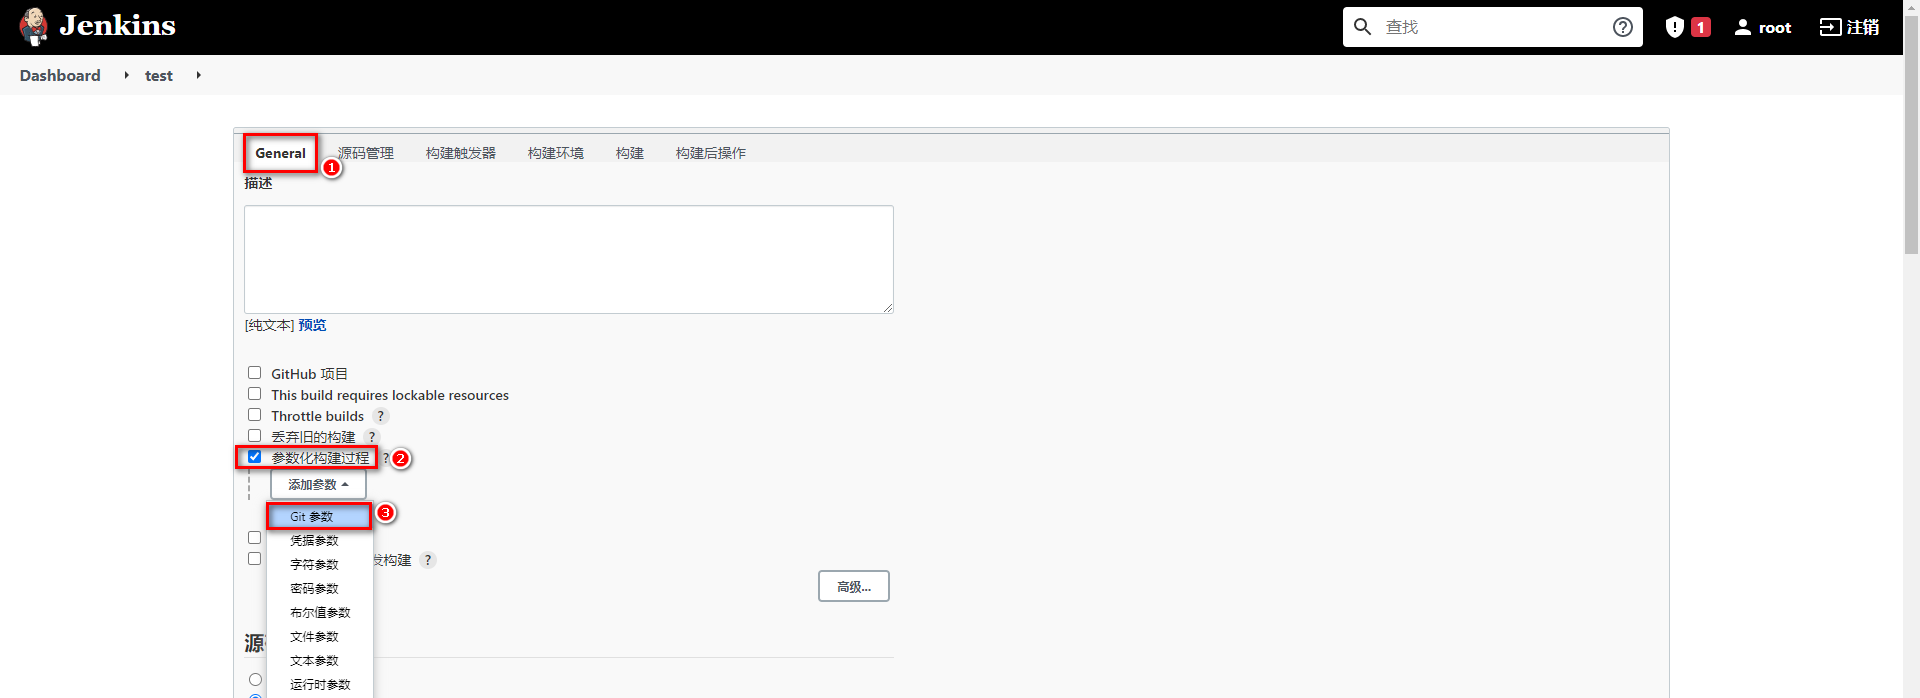 Jenkins
查找
1
root
注销
Dashboard
test
General
源码管理
构建触发器
构建环境
构建
构建后操作
1
描述
[纯文本] 预览
GitHub 项目
This build requires lockable resources
Throttle builds ?
丢弃旧的构建 ?
参数化构建过程 ? 2
添加参数
Git 参数 3
凭据参数
字符参数
发构建 ?
密码参数
高级...
布尔值参数
文件参数
源
文本参数
运行时参数